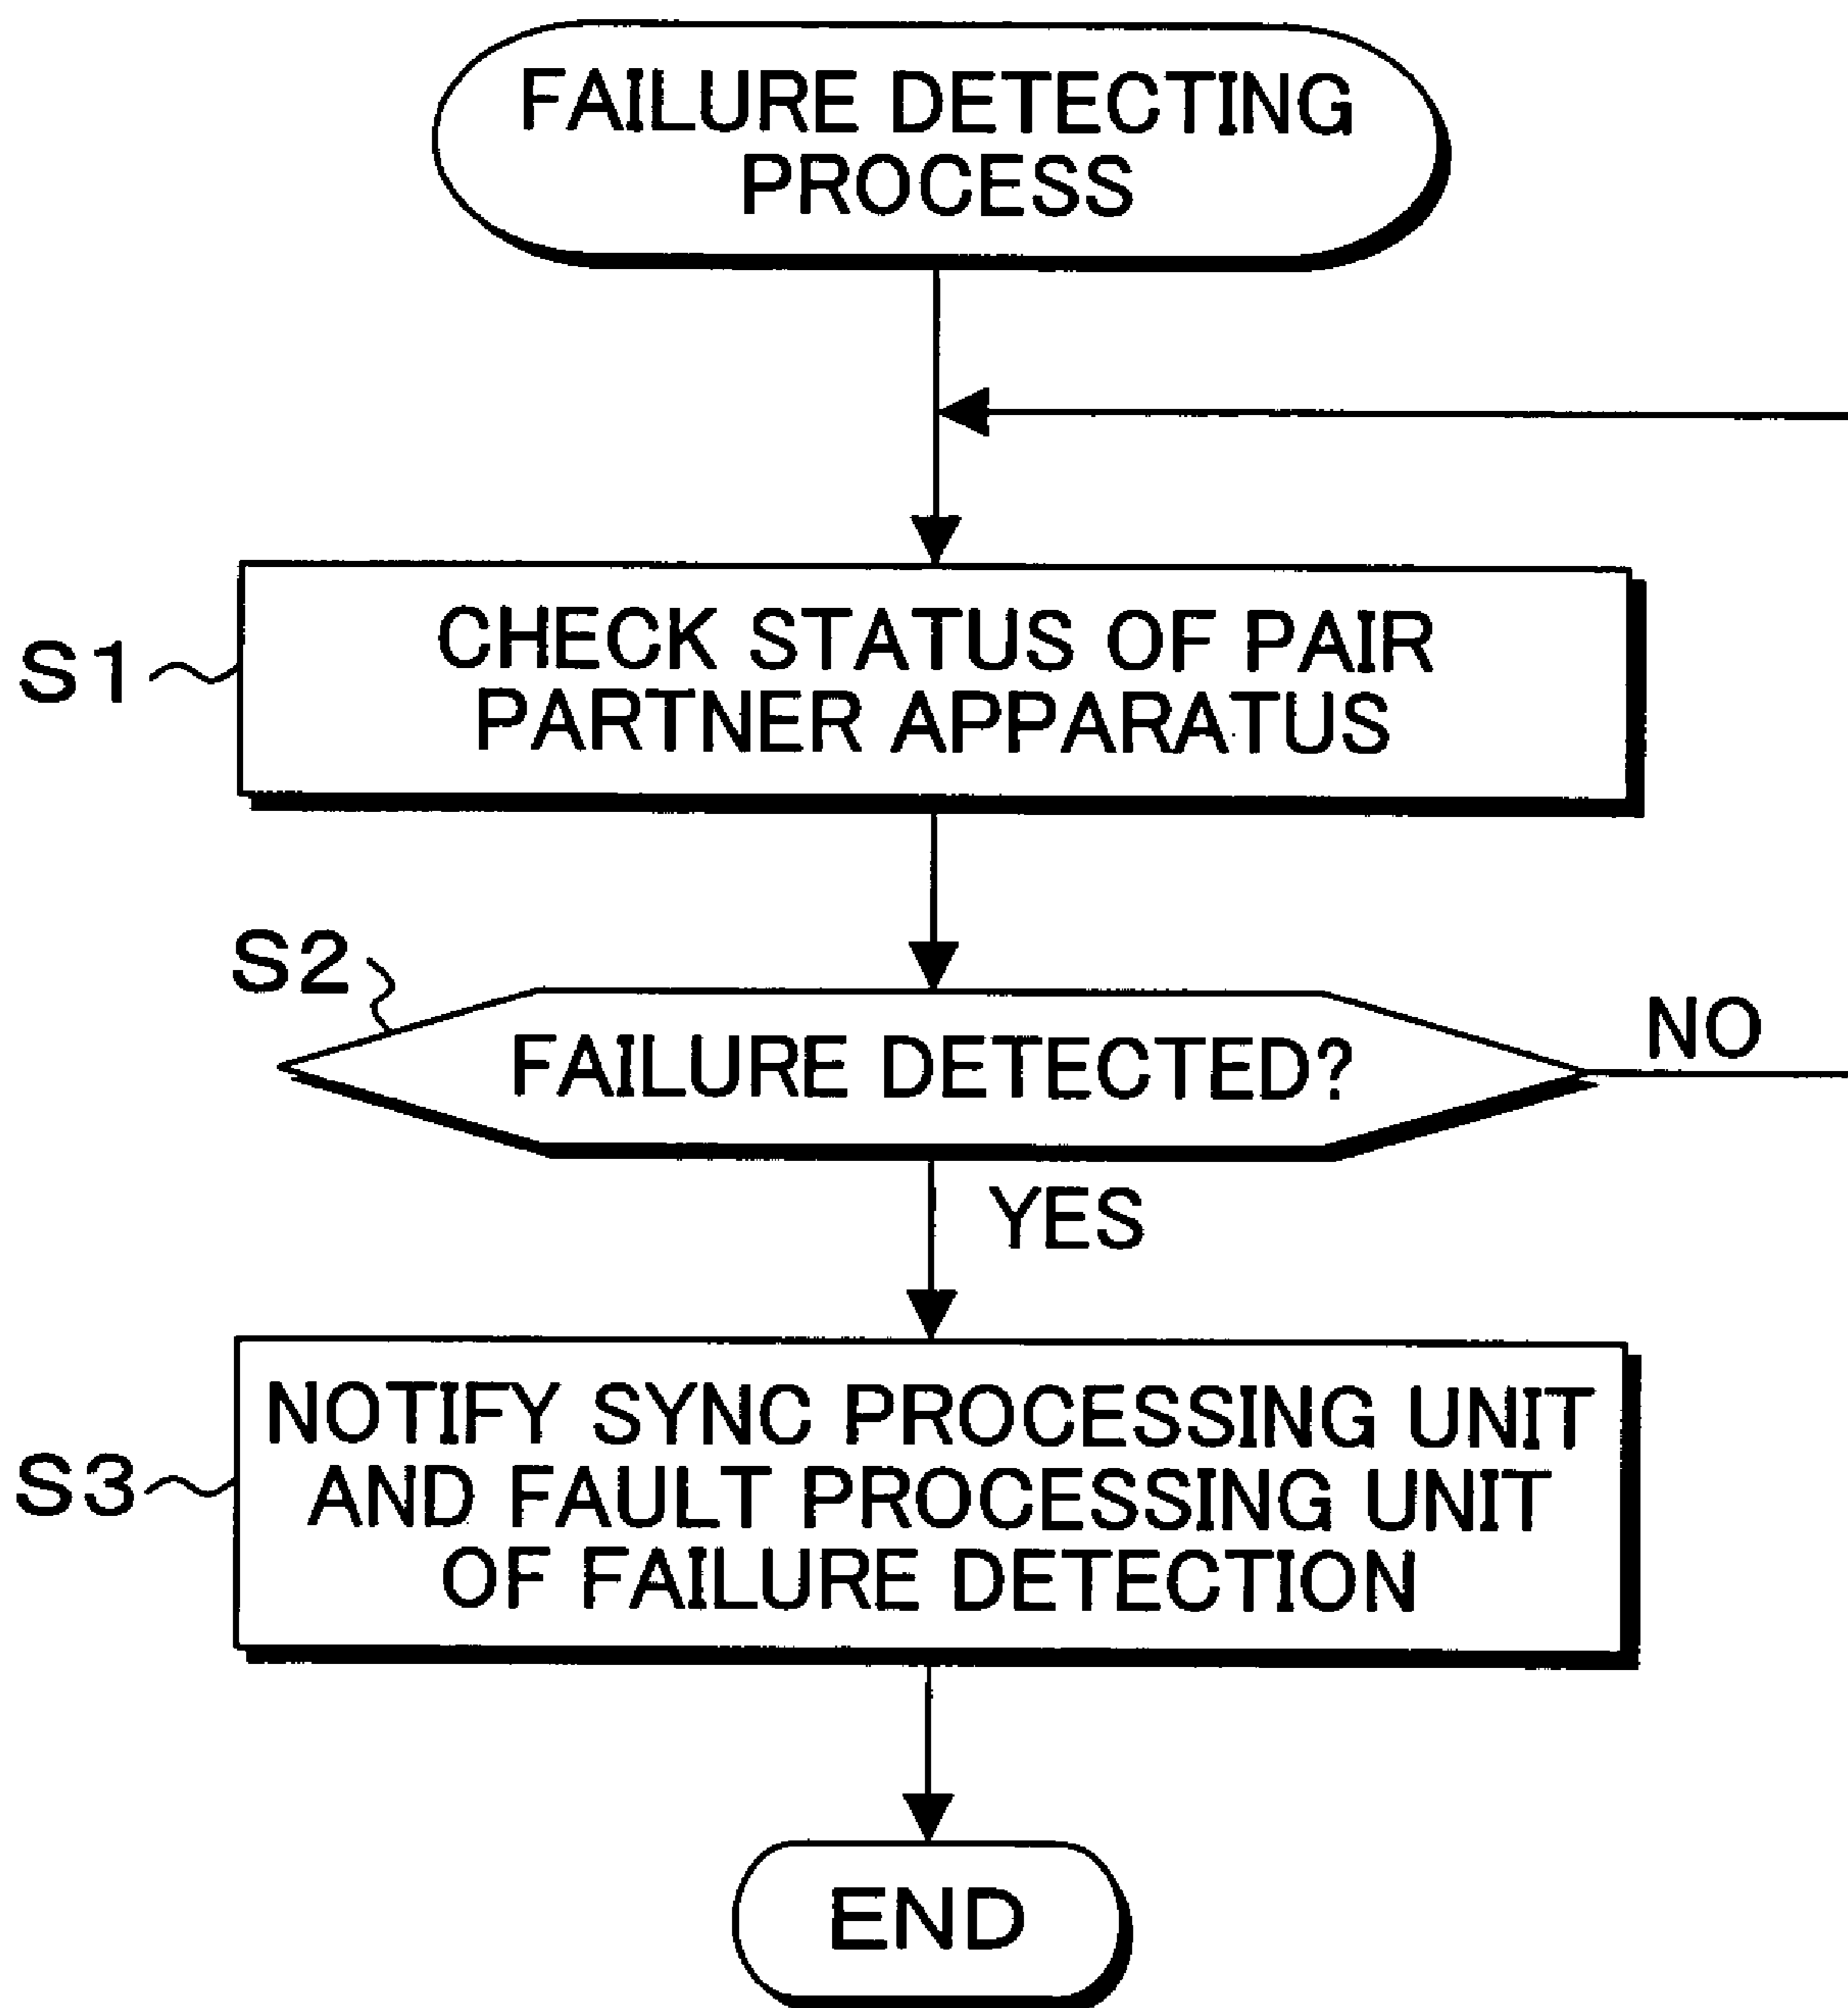 FAILURE DETECTING
PROCESS
S1
CHECK STATUS OF PAIR
PARTNER APPARATUS
S2
FAILURE DETECTED?
NO
YES
S3
NOTIFY SYNC PROCESSING UNIT
AND FAULT PROCESSING UNIT
OF FAILURE DETECTION
END